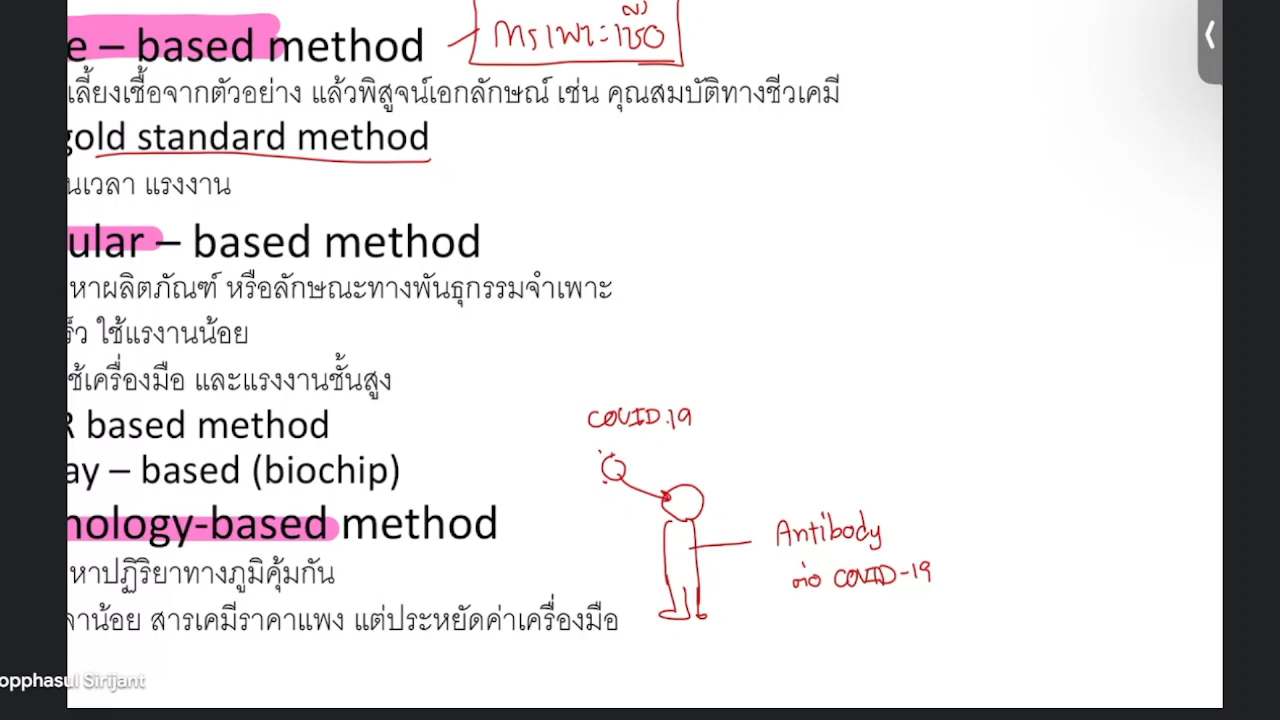 e – based method
การเพาะเชื้อ
เลี้ยงเชื้อจากตัวอย่าง แล้วพิสูจน์เอกลักษณ์ เช่น คุณสมบัติทางชีวเคมี
gold standard method
นเวลา แรงงาน
ular – based method
หาผลิตภัณฑ์ หรือลักษณะทางพันธุกรรมจำเพาะ
ร็ว ใช้แรงานน้อย
ช้เครื่องมือ และแรงงานชั้นสูง
R based method
COVID.19
ay – based (biochip)
nology-based method
Antibody
ต่อ COVID-19
หาปฏิริยาทางภูมิคุ้มกัน
ลาน้อย สารเคมีราคาแพง แต่ประหยัดค่าเครื่องมือ
opphasul Sirijant